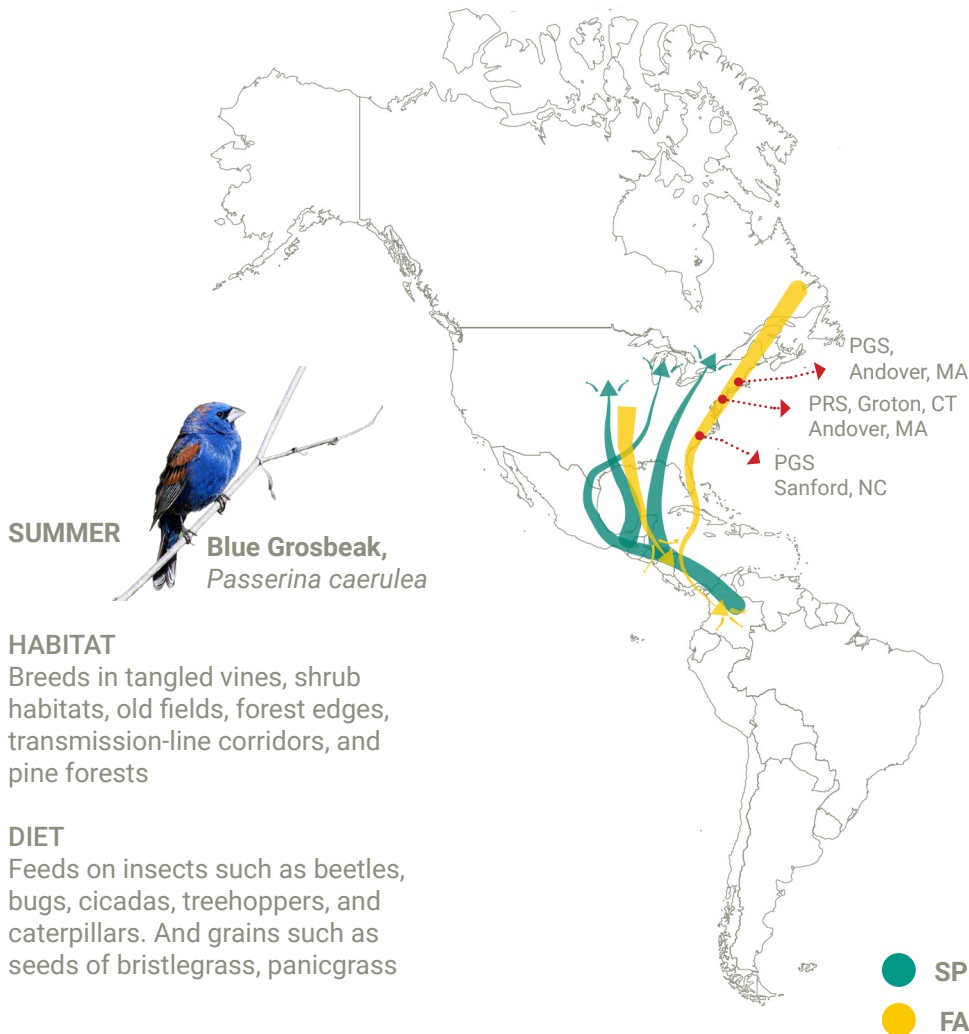 PGS,
Andover, MA
PRS, Groton, CT
Andover, MA
PGS
Sanford, NC
SUMMER
Blue Grosbeak,
Passerina caerulea
HABITAT
Breeds in tangled vines, shrub
habitats, old fields, forest edges,
transmission-line corridors, and
pine forests
DIET
Feeds on insects such as beetles,
bugs, cicadas, treehoppers, and
caterpillars. And grains such as
seeds of bristlegrass, panicgrass
SP
FA